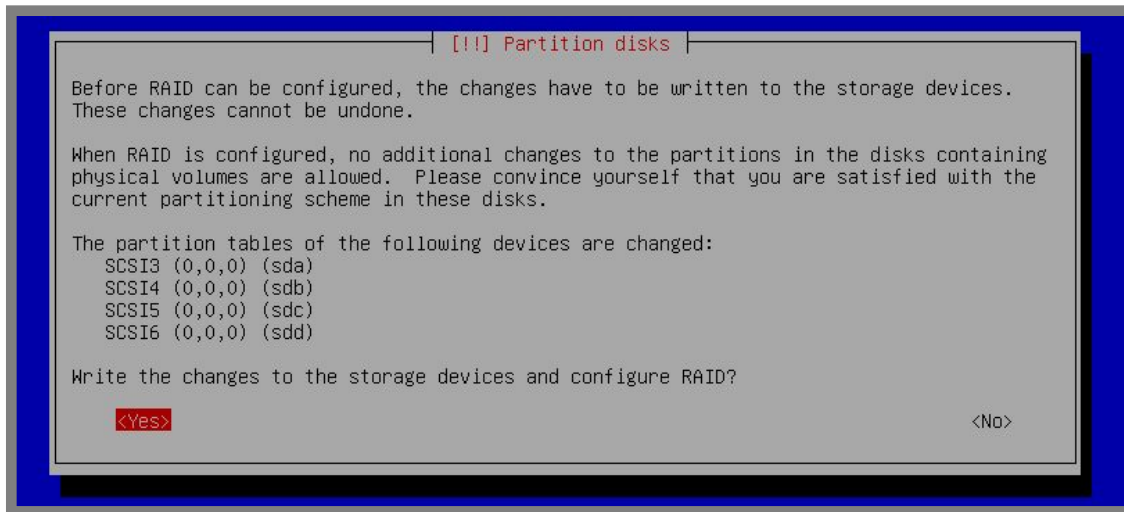 [!!] Partition disks
Before RAID can be configured, the changes have to be written to the storage devices.
These changes cannot be undone.
When RAID is configured, no additional changes to the partitions in the disks containing
physical volumes are allowed.  Please convince yourself that you are satisfied with the
current partitioning scheme in these disks.
The partition tables of the following devices are changed:
SCSI3 (0,0,0) (sda)
SCSI4 (0,0,0) (sdb)
SCSI5 (0,0,0) (sdc)
SCSI6 (0,0,0) (sdd)
Write the changes to the storage devices and configure RAID?
<Yes> <No>